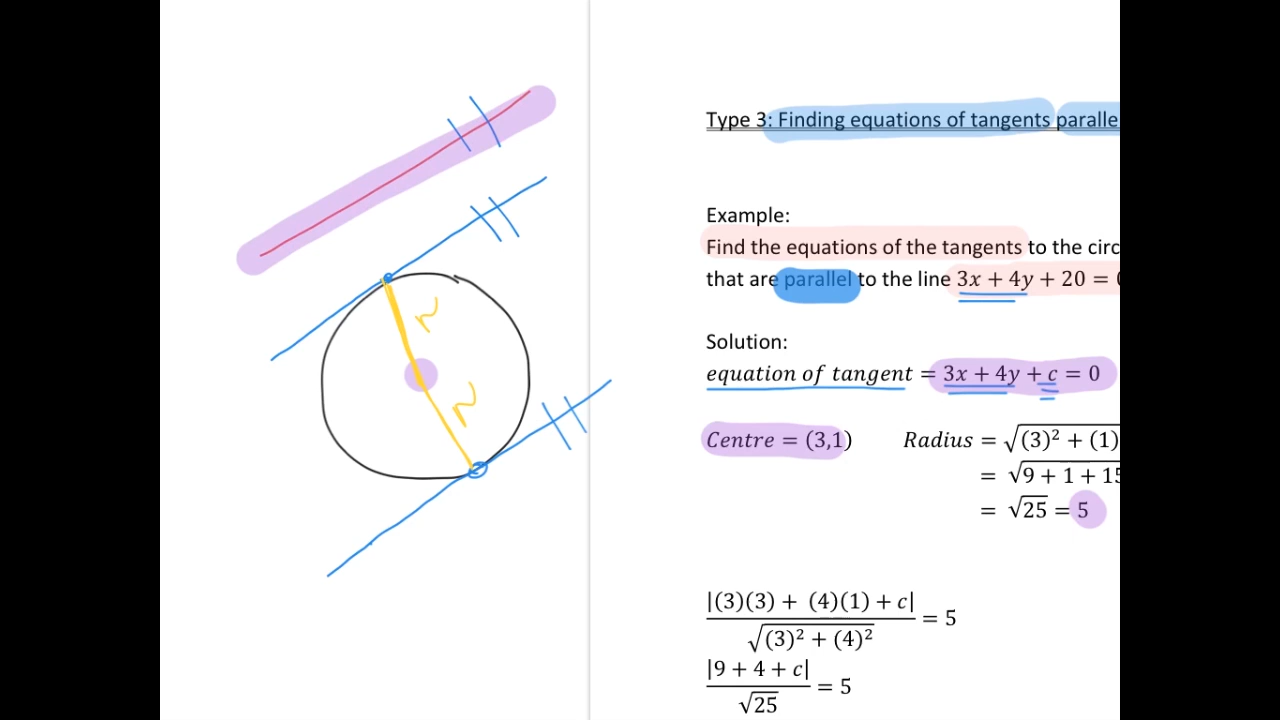 Type 3: Finding equations of tangents paralle
Example:
Find the equations of the tangents to the circ
that are parallel to the line 3x + 4y + 20 = 0
Solution:
equation of tangent = 3x + 4y + c = 0
Centre = (3,1) Radius = √(3)² + (1)
= √9 + 1 + 15
= √25 = 5
r
r
|(3)(3) + (4)(1) + c|
= 5
√(3)² + (4)²
|9 + 4 + c|
= 5
√25